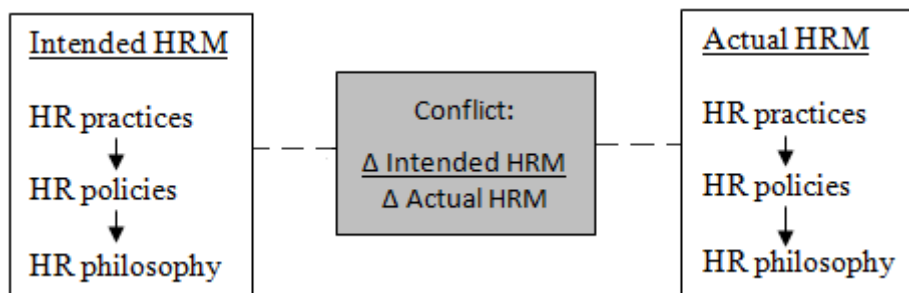 Intended HRM
HR practices
HR policies
HR philosophy
Conflict:
Δ Intended HRM
Δ Actual HRM
Actual HRM
HR practices
HR policies
HR philosophy